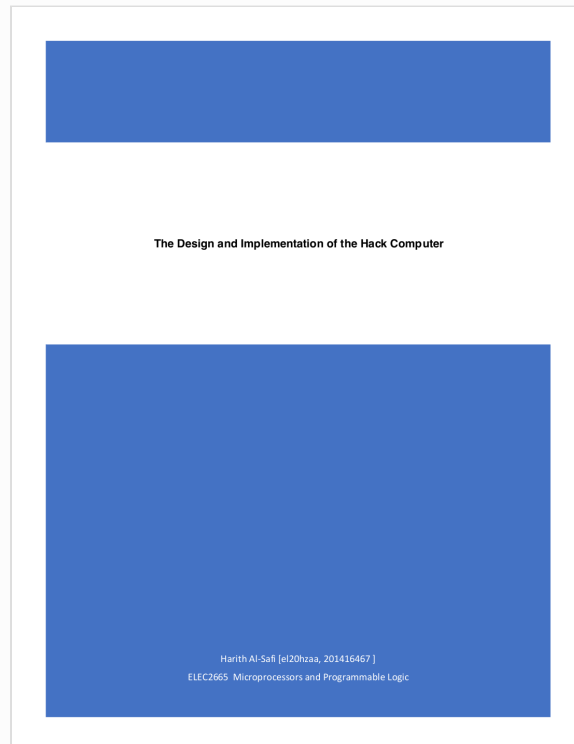 The Design and Implementation of the Hack Computer
Harith Al-Safi [el20hzaa, 201416467 ]
ELEC2665 Microprocessors and Programmable Logic